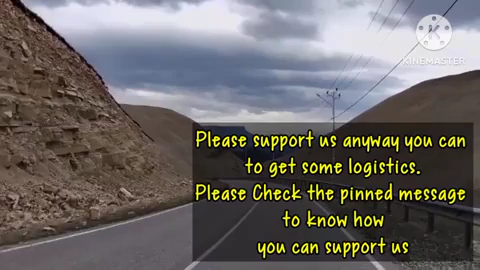 KINEMASTER
Please support us anyway you can
to get some logistics.
Please Check the pinned message
to know how
you can support us